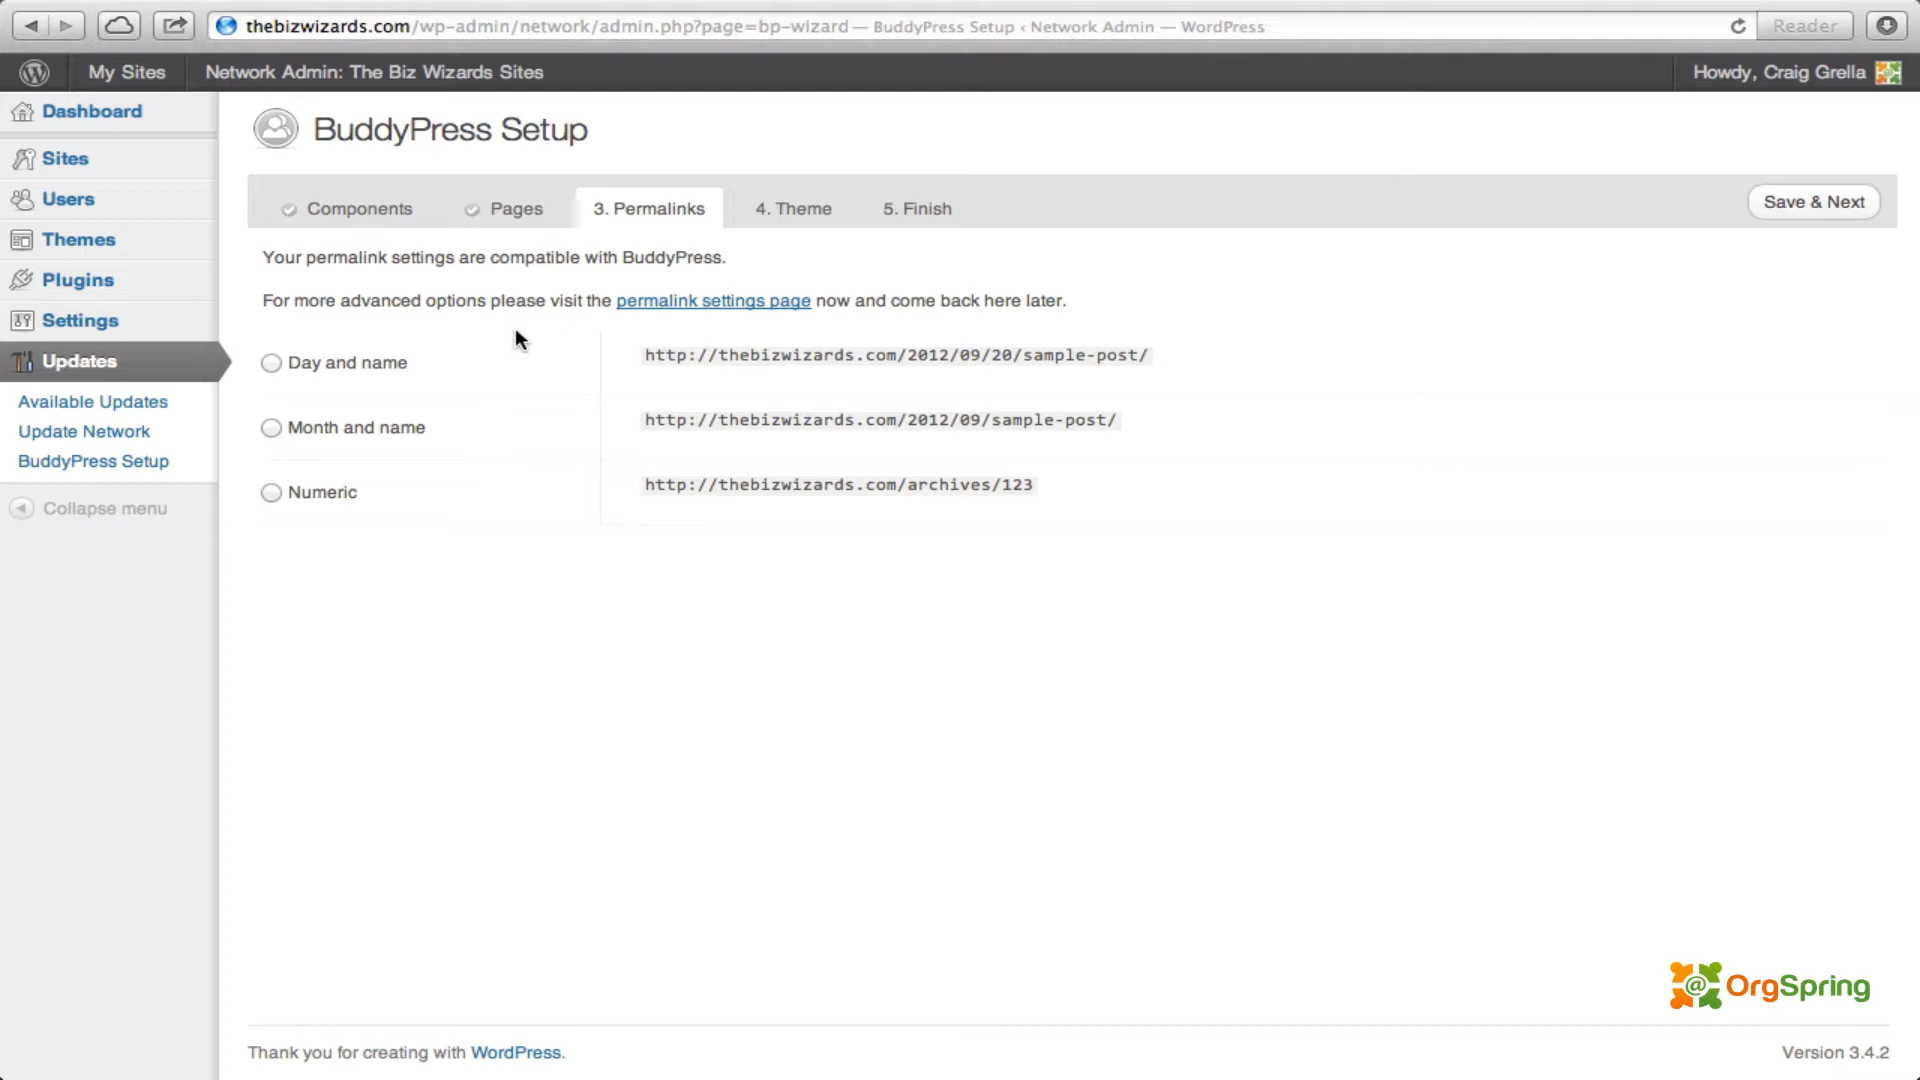 thebizwizards.com/wp-admin/network/admin.php?page=bp-wizard — BuddyPress Setup ‹ Network Admin — WordPress
Reader
My Sites
Network Admin: The Biz Wizards Sites
Howdy, Craig Grella
Dashboard
Sites
Users
Themes
Plugins
Settings
Updates
Available Updates
Update Network
BuddyPress Setup
Collapse menu
BuddyPress Setup
Components
Pages
3. Permalinks
4. Theme
5. Finish
Save & Next
Your permalink settings are compatible with BuddyPress.
For more advanced options please visit the permalink settings page now and come back here later.
Day and name
http://thebizwizards.com/2012/09/20/sample-post/
Month and name
http://thebizwizards.com/2012/09/sample-post/
Numeric
http://thebizwizards.com/archives/123
@ OrgSpring
Thank you for creating with WordPress.
Version 3.4.2